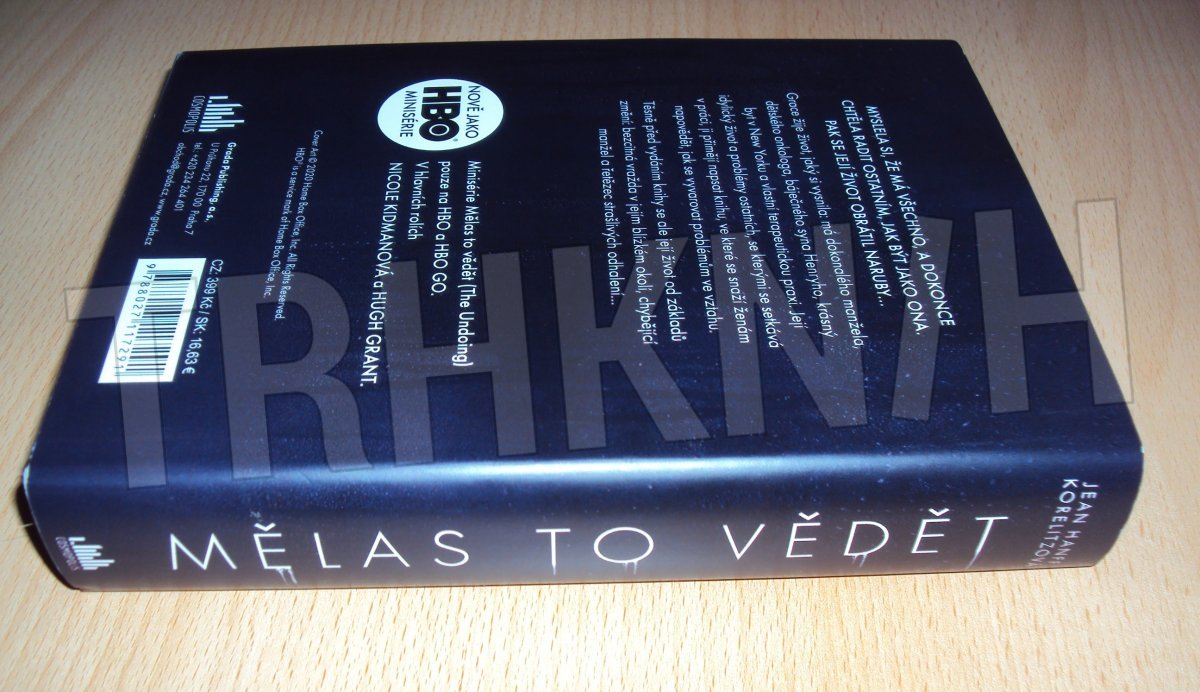 MYSLELA SI, ŽE MÁ VŠECHNO, A DOKONCE
CHTĚLA RADIT OSTATNÍM, JAK BÝT JAKO ONA.
PAK SE JEJÍ ŽIVOT OBRÁTIL NARUBY…
Grace žije život, jaký si vysnila: má dokonalého manžela,
dětského onkologa, báječného syna Henryho, krásný
byt v New Yorku a vlastní terapeutickou praxi. Její
idylický život a problémy ostatních, se kterými se setkává
v práci, ji přimějí napsat knihu, ve které se snaží ženám
napovědět, jak se vyvarovat problémům ve vztahu.
Těsně před vydáním knihy se ale její život od základů
změní: bezcitná vražda v jejím blízkém okolí, chybějící
manžel a řetězec strašlivých odhalení…
NOVĚ JAKO
HBO®
MINISÉRIE
Minisérie Mělas to vědět (The Undoing)
pouze na HBO a HBO GO.
V hlavních rolích
NICOLE KIDMANOVÁ a HUGH GRANT.
Cover Art © 2020 Home Box Office, Inc. All Rights Reserved.
HBO® is a service mark of Home Box Office, Inc.
COSMOPOLIS
Grada Publishing, a.s.,
U Průhonu 22, 170 00 Praha 7
tel.: +420 234 264 401
obchod@grada.cz, www.grada.cz
CZ: 399 Kč / SK: 16,63 €
9 788027 117291
TRHKNIH
COSMOPOLIS
MĚLAS TO VĚDĚT
JEAN HANFF
KORELITZOVÁ